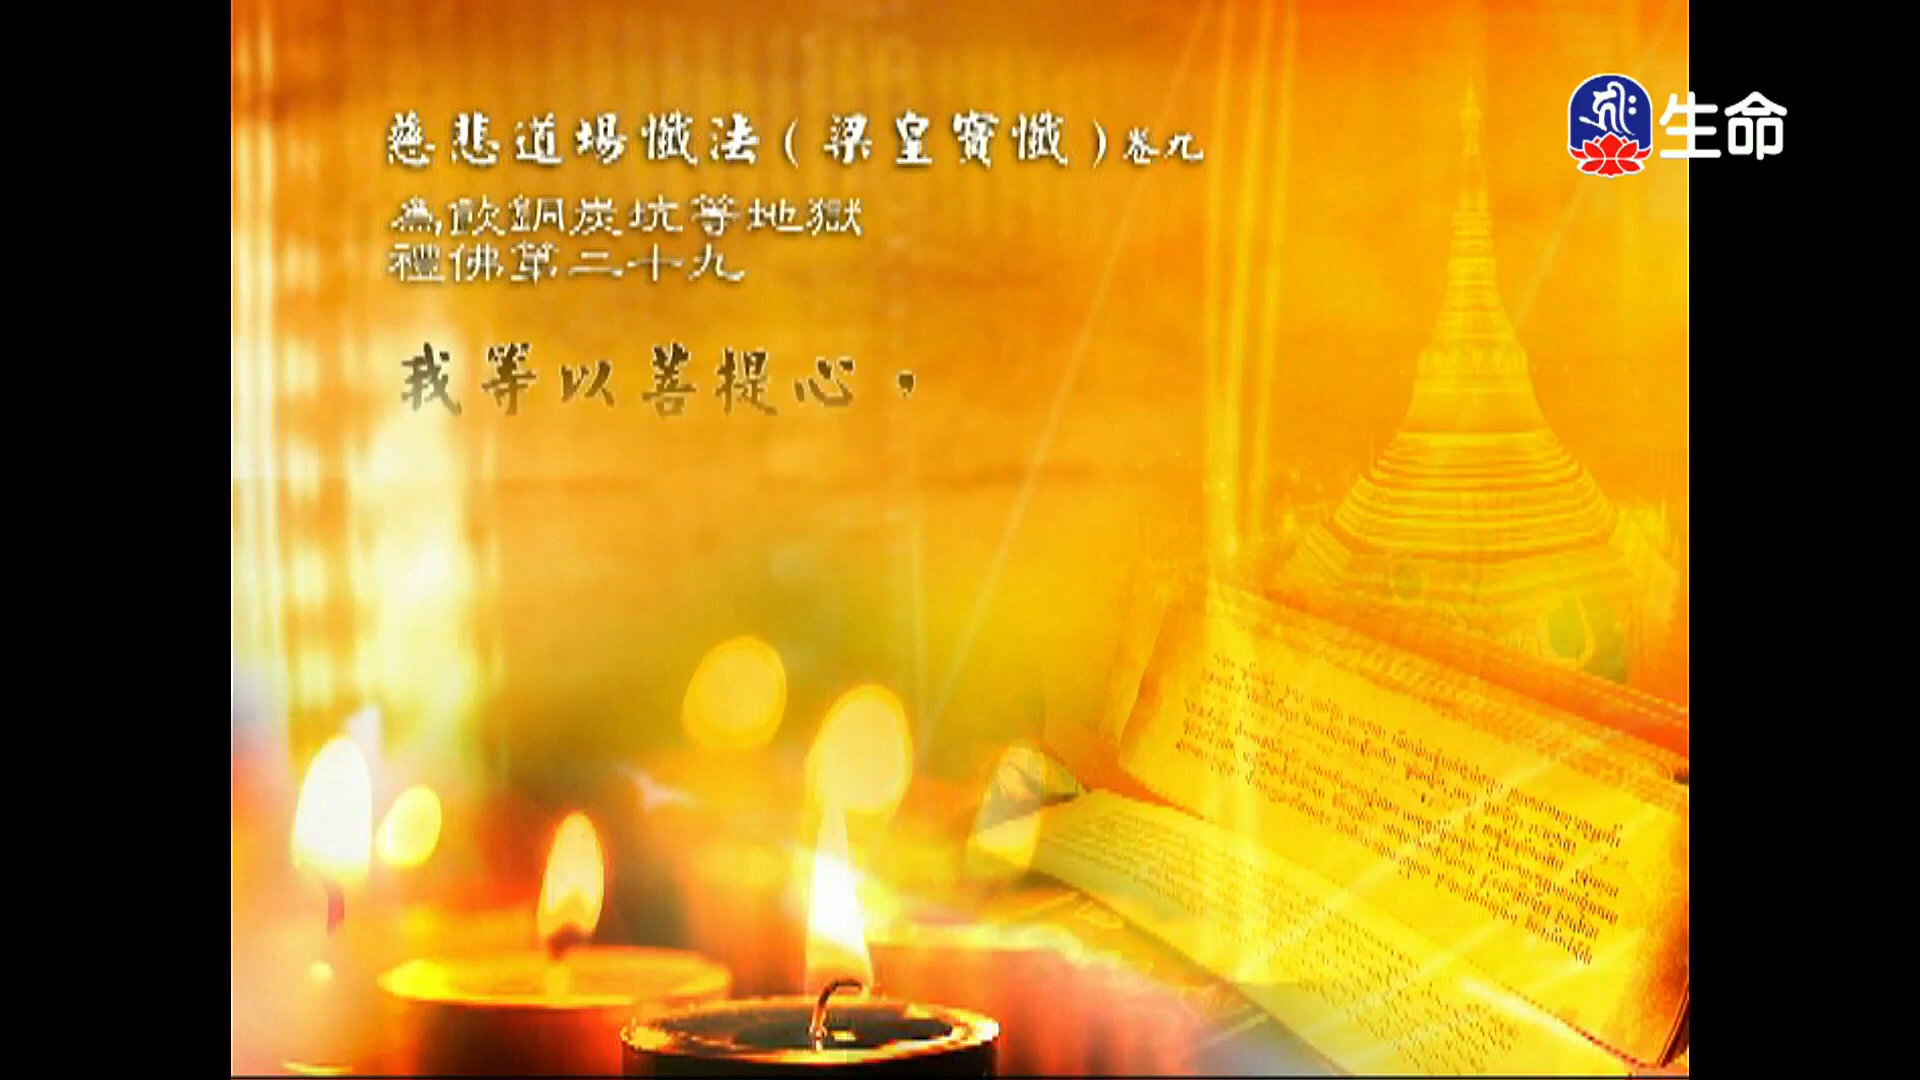 慈悲道場懺法(梁皇寶懺)卷九
生命
為飲銅炭坑等地獄
禮佛第二十九
我等以菩提心，